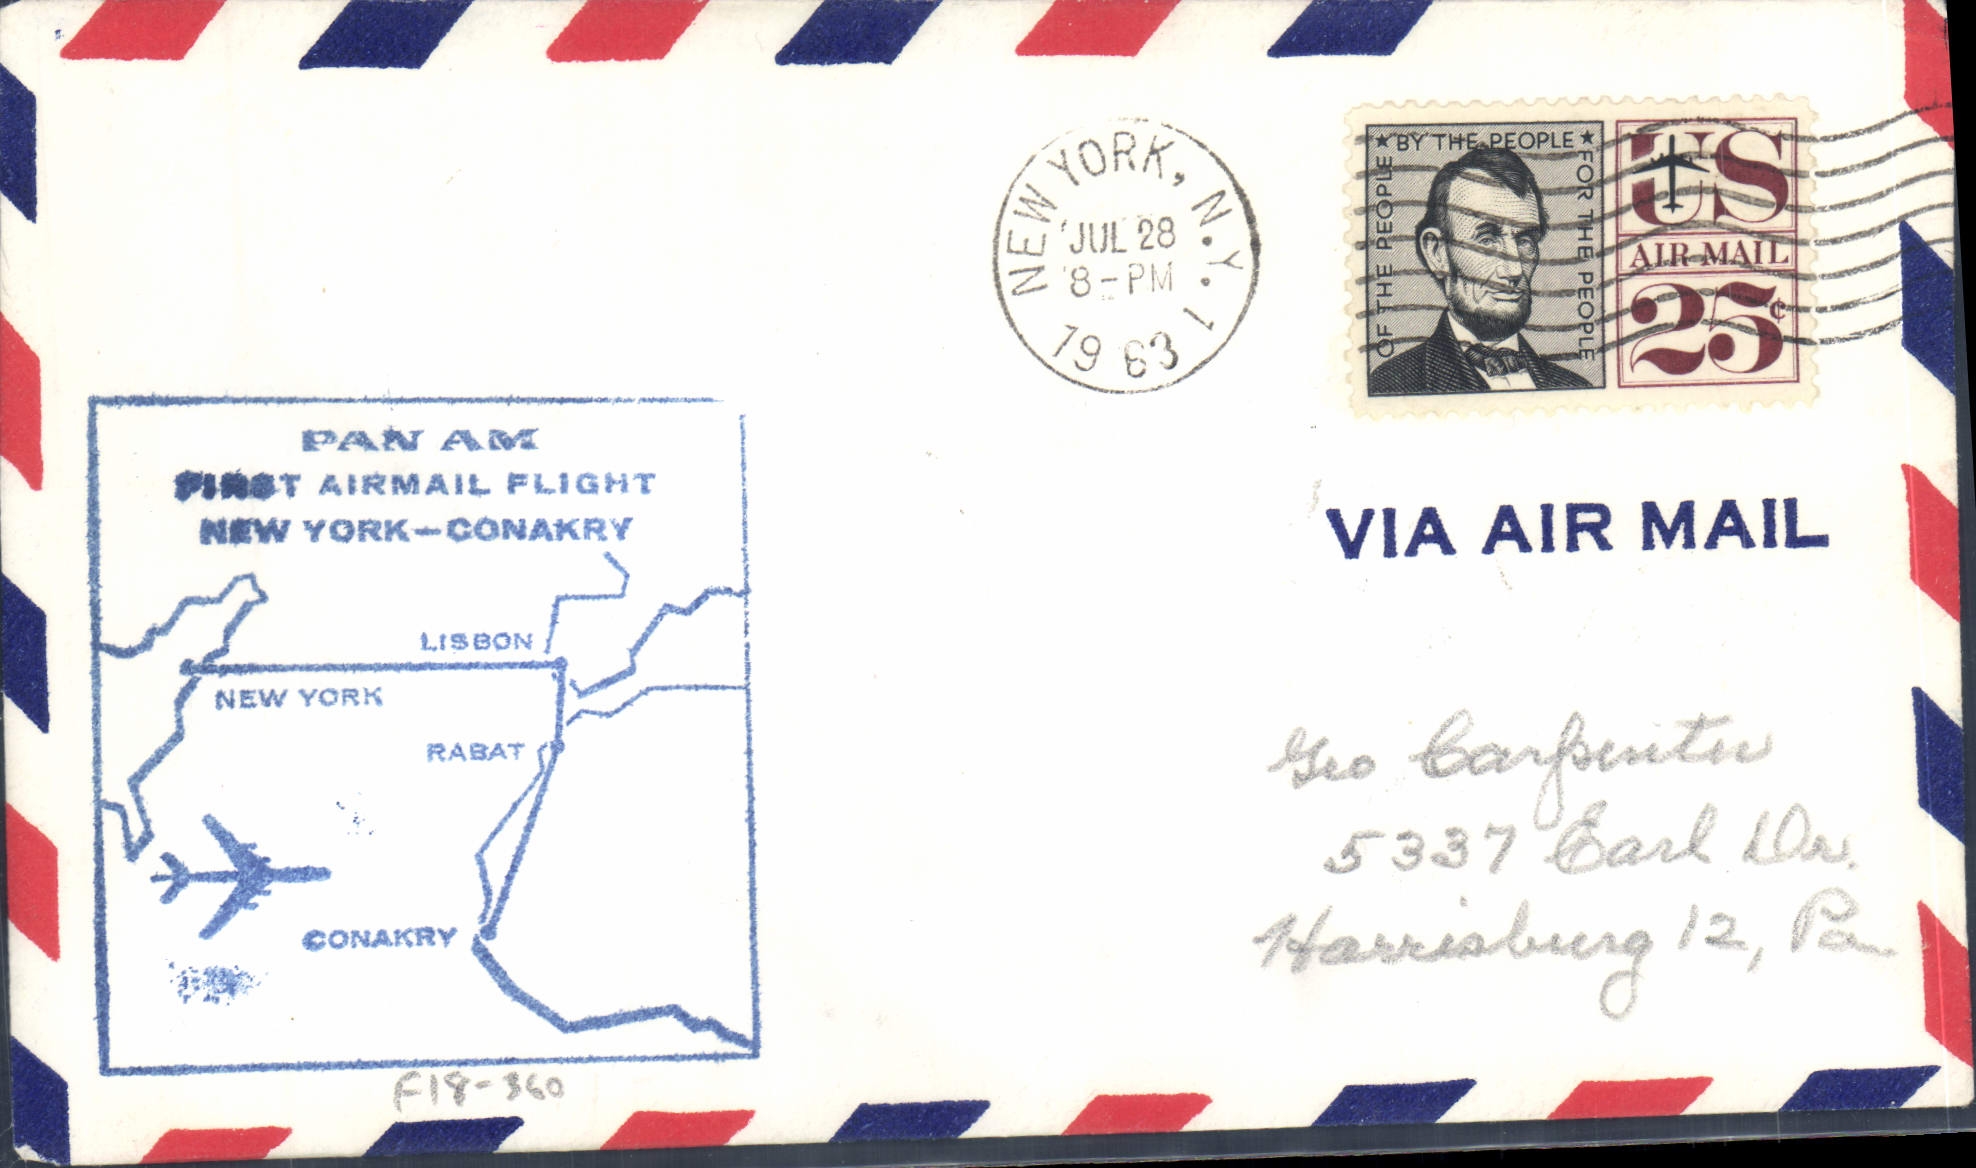 NEW YORK, N.Y. 1
JUL 28
8-PM
1963
★ BY THE PEOPLE ★
OF THE PEOPLE
FOR THE PEOPLE
US
AIR MAIL
25¢
PAN AM
FIRST AIRMAIL FLIGHT
NEW YORK-CONAKRY
LISBON
NEW YORK
RABAT
CONAKRY
VIA AIR MAIL
Geo Carpenter
5337 Earl Dr.
Harrisburg 12, Pa
F18-360